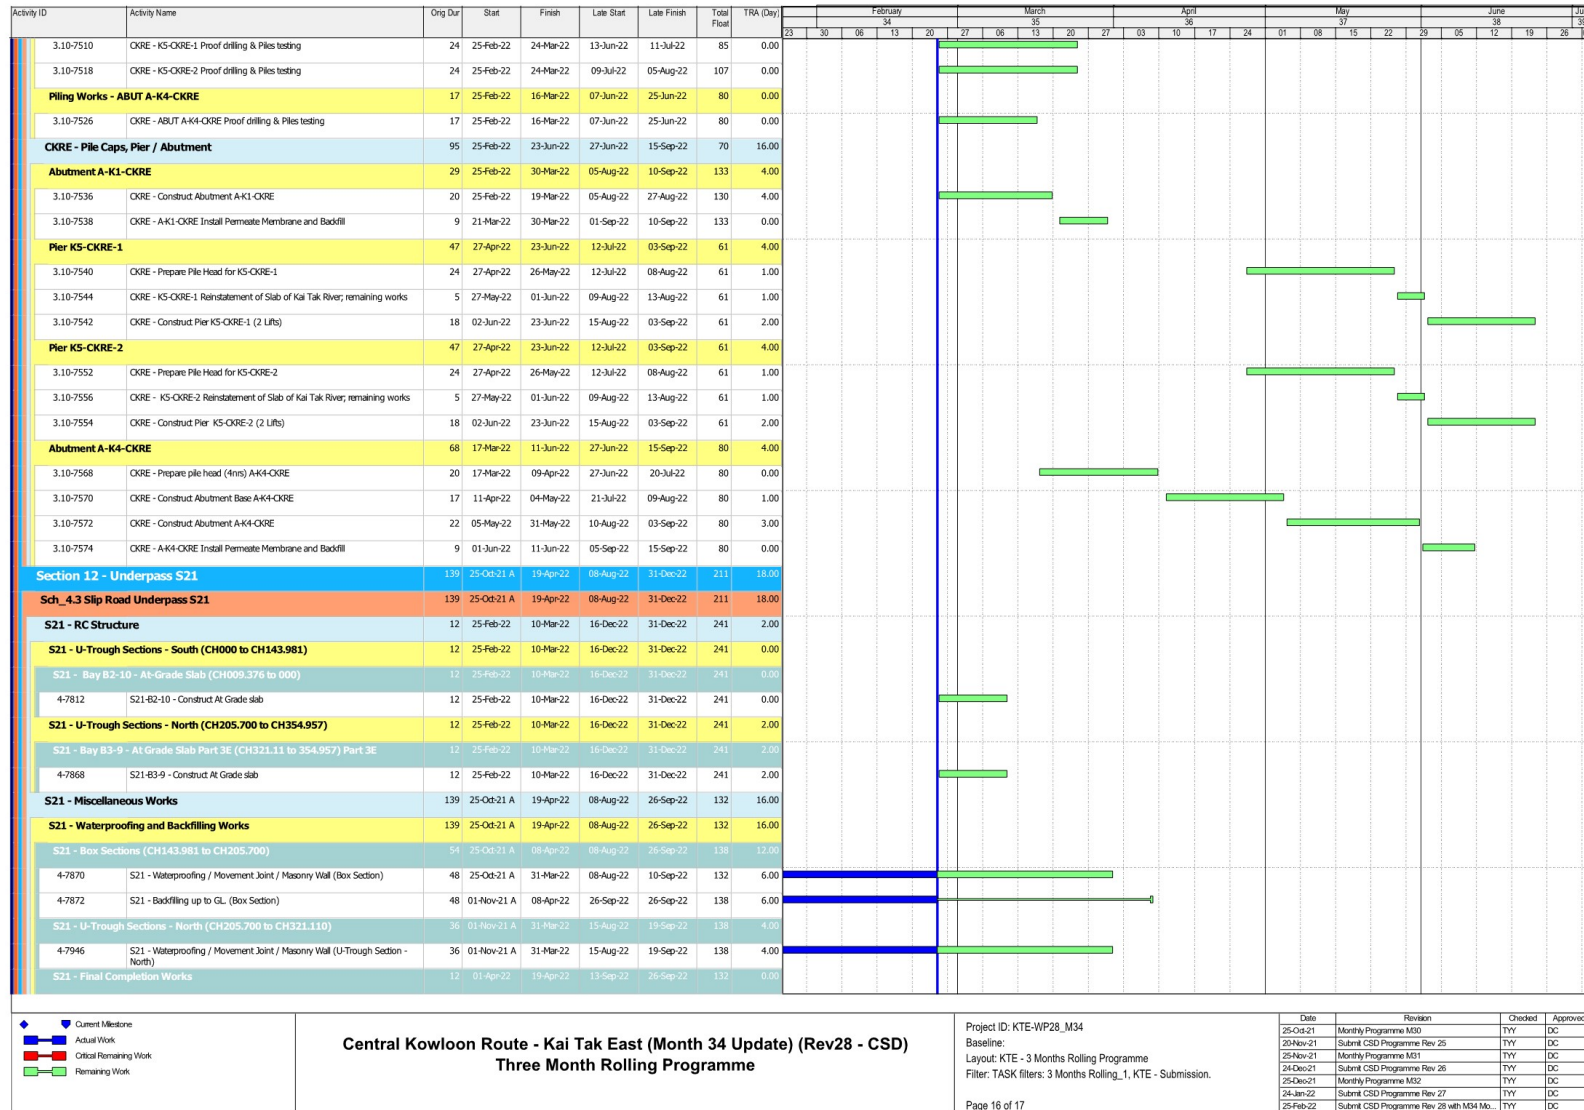 Activity ID Activity Name Orig Dur Start Finish Late Start Late Finish Total Float TRA (Day) February March April May June
34 35 36 37 38
23 30 06 13 20 27 06 13 20 27 03 10 17 24 01 08 15 22 29 05 12 19 26
3.10-7510 CKRE - K5-CKRE-1 Proof drilling & Piles testing 24 25-Feb-22 24-Mar-22 13-Jun-22 11-Jul-22 85 0.00
3.10-7518 CKRE - K5-CKRE-2 Proof drilling & Piles testing 24 25-Feb-22 24-Mar-22 09-Jul-22 05-Aug-22 107 0.00
Piling Works - ABUT A-K4-CKRE 17 25-Feb-22 16-Mar-22 07-Jun-22 25-Jun-22 80 0.00
3.10-7526 CKRE - ABUT A-K4-CKRE Proof drilling & Piles testing 17 25-Feb-22 16-Mar-22 07-Jun-22 25-Jun-22 80 0.00
CKRE - Pile Caps, Pier / Abutment 95 25-Feb-22 23-Jun-22 27-Jun-22 15-Sep-22 70 16.00
Abutment A-K1-CKRE 29 25-Feb-22 30-Mar-22 05-Aug-22 10-Sep-22 133 4.00
3.10-7536 CKRE - Construct Abutment A-K1-CKRE 20 25-Feb-22 19-Mar-22 05-Aug-22 27-Aug-22 130 4.00
3.10-7538 CKRE - A-K1-CKRE Install Permeate Membrane and Backfill 9 21-Mar-22 30-Mar-22 01-Sep-22 10-Sep-22 133 0.00
Pier K5-CKRE-1 47 27-Apr-22 23-Jun-22 12-Jul-22 03-Sep-22 61 4.00
3.10-7540 CKRE - Prepare Pile Head for K5-CKRE-1 24 27-Apr-22 26-May-22 12-Jul-22 08-Aug-22 61 1.00
3.10-7544 CKRE - K5-CKRE-1 Reinstatement of Slab of Kai Tak River; remaining works 5 27-May-22 01-Jun-22 09-Aug-22 13-Aug-22 61 1.00
3.10-7542 CKRE - Construct Pier K5-CKRE-1 (2 Lifts) 18 02-Jun-22 23-Jun-22 15-Aug-22 03-Sep-22 61 2.00
Pier K5-CKRE-2 47 27-Apr-22 23-Jun-22 12-Jul-22 03-Sep-22 61 4.00
3.10-7552 CKRE - Prepare Pile Head for K5-CKRE-2 24 27-Apr-22 26-May-22 12-Jul-22 08-Aug-22 61 1.00
3.10-7556 CKRE - K5-CKRE-2 Reinstatement of Slab of Kai Tak River; remaining works 5 27-May-22 01-Jun-22 09-Aug-22 13-Aug-22 61 1.00
3.10-7554 CKRE - Construct Pier K5-CKRE-2 (2 Lifts) 18 02-Jun-22 23-Jun-22 15-Aug-22 03-Sep-22 61 2.00
Abutment A-K4-CKRE 68 17-Mar-22 11-Jun-22 27-Jun-22 15-Sep-22 80 4.00
3.10-7568 CKRE - Prepare pile head (4nrs) A-K4-CKRE 20 17-Mar-22 09-Apr-22 27-Jun-22 20-Jul-22 80 0.00
3.10-7570 CKRE - Construct Abutment Base A-K4-CKRE 17 11-Apr-22 04-May-22 21-Jul-22 09-Aug-22 80 1.00
3.10-7572 CKRE - Construct Abutment A-K4-CKRE 22 05-May-22 31-May-22 10-Aug-22 03-Sep-22 80 3.00
3.10-7574 CKRE - A-K4-CKRE Install Permeate Membrane and Backfill 9 01-Jun-22 11-Jun-22 05-Sep-22 15-Sep-22 80 0.00
Section 12 - Underpass S21 139 25-Oct-21 A 19-Apr-22 08-Aug-22 31-Dec-22 211 18.00
Sch_4.3 Slip Road Underpass S21 139 25-Oct-21 A 19-Apr-22 08-Aug-22 31-Dec-22 211 18.00
S21 - RC Structure 12 25-Feb-22 10-Mar-22 16-Dec-22 31-Dec-22 241 2.00
S21 - U-Trough Sections - South (CH000 to CH143.981) 12 25-Feb-22 10-Mar-22 16-Dec-22 31-Dec-22 241 0.00
S21 - Bay B2-10 - At-Grade Slab (CH009.376 to 000) 12 25-Feb-22 10-Mar-22 16-Dec-22 31-Dec-22 241 0.00
4-7812 S21-B2-10 - Construct At Grade slab 12 25-Feb-22 10-Mar-22 16-Dec-22 31-Dec-22 241 0.00
S21 - U-Trough Sections - North (CH205.700 to CH354.957) 12 25-Feb-22 10-Mar-22 16-Dec-22 31-Dec-22 241 2.00
S21 - Bay B3-9 - At Grade Slab Part 3E (CH321.11 to 354.957) Part 3E 12 25-Feb-22 10-Mar-22 16-Dec-22 31-Dec-22 241 2.00
4-7868 S21-B3-9 - Construct At Grade slab 12 25-Feb-22 10-Mar-22 16-Dec-22 31-Dec-22 241 2.00
S21 - Miscellaneous Works 139 25-Oct-21 A 19-Apr-22 08-Aug-22 26-Sep-22 132 16.00
S21 - Waterproofing and Backfilling Works 139 25-Oct-21 A 19-Apr-22 08-Aug-22 26-Sep-22 132 16.00
S21 - Box Sections (CH143.981 to CH205.700) 54 25-Oct-21 A 08-Apr-22 08-Aug-22 26-Sep-22 138 12.00
4-7870 S21 - Waterproofing / Movement Joint / Masonry Wall (Box Section) 48 25-Oct-21 A 31-Mar-22 08-Aug-22 10-Sep-22 132 6.00
4-7872 S21 - Backfilling up to GL. (Box Section) 48 01-Nov-21 A 08-Apr-22 26-Sep-22 26-Sep-22 138 6.00
S21 - U-Trough Sections - North (CH205.700 to CH321.110) 36 01-Nov-21 A 31-Mar-22 15-Aug-22 19-Sep-22 138 4.00
4-7946 S21 - Waterproofing / Movement Joint / Masonry Wall (U-Trough Section - North) 36 01-Nov-21 A 31-Mar-22 15-Aug-22 19-Sep-22 138 4.00
S21 - Final Completion Works 12 01-Apr-22 19-Apr-22 13-Sep-22 26-Sep-22 132 0.00
Current Milestone
Actual Work
Critical Remaining Work
Remaining Work
Central Kowloon Route - Kai Tak East (Month 34 Update) (Rev28 - CSD)
Three Month Rolling Programme
Project ID: KTE-WP28_M34
Baseline:
Layout: KTE - 3 Months Rolling Programme
Filter: TASK filters: 3 Months Rolling_1, KTE - Submission.
Page 16 of 17
Date Revision Checked Approved
25-Oct-21 Monthly Programme M30 TYY DC
20-Nov-21 Submit CSD Programme Rev 25 TYY DC
25-Nov-21 Monthly Programme M31 TYY DC
24-Dec-21 Submit CSD Programme Rev 26 TYY DC
25-Dec-21 Monthly Programme M32 TYY DC
24-Jan-22 Submit CSD Programme Rev 27 TYY DC
25-Feb-22 Submit CSD Programme Rev 28 with M34 Mo... TYY DC